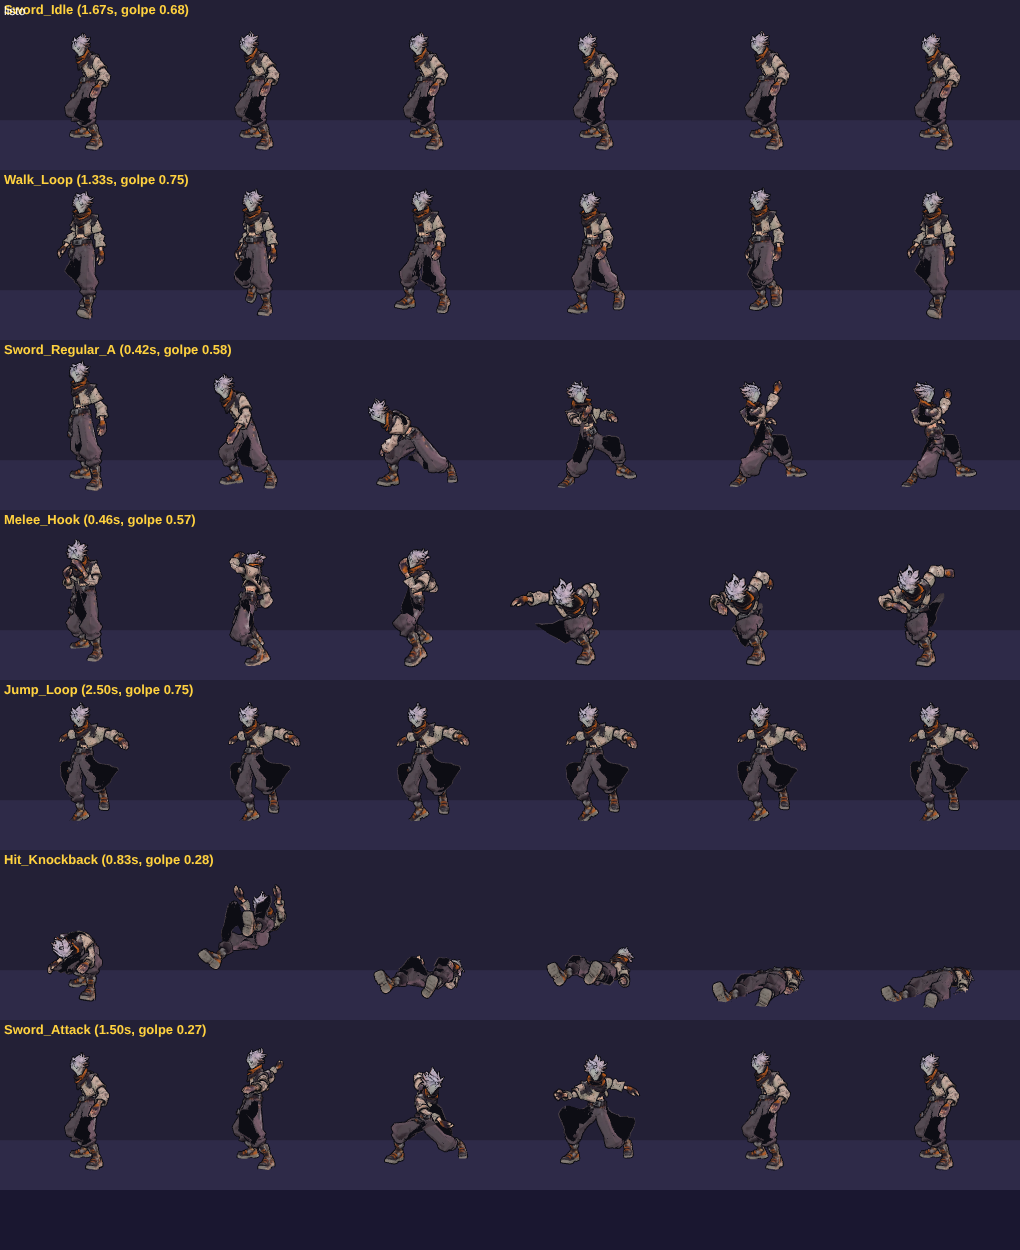 Sword_Idle (1.67s, golpe 0.68)
listo
Walk_Loop (1.33s, golpe 0.75)
Sword_Regular_A (0.42s, golpe 0.58)
Melee_Hook (0.46s, golpe 0.57)
Jump_Loop (2.50s, golpe 0.75)
Hit_Knockback (0.83s, golpe 0.28)
Sword_Attack (1.50s, golpe 0.27)